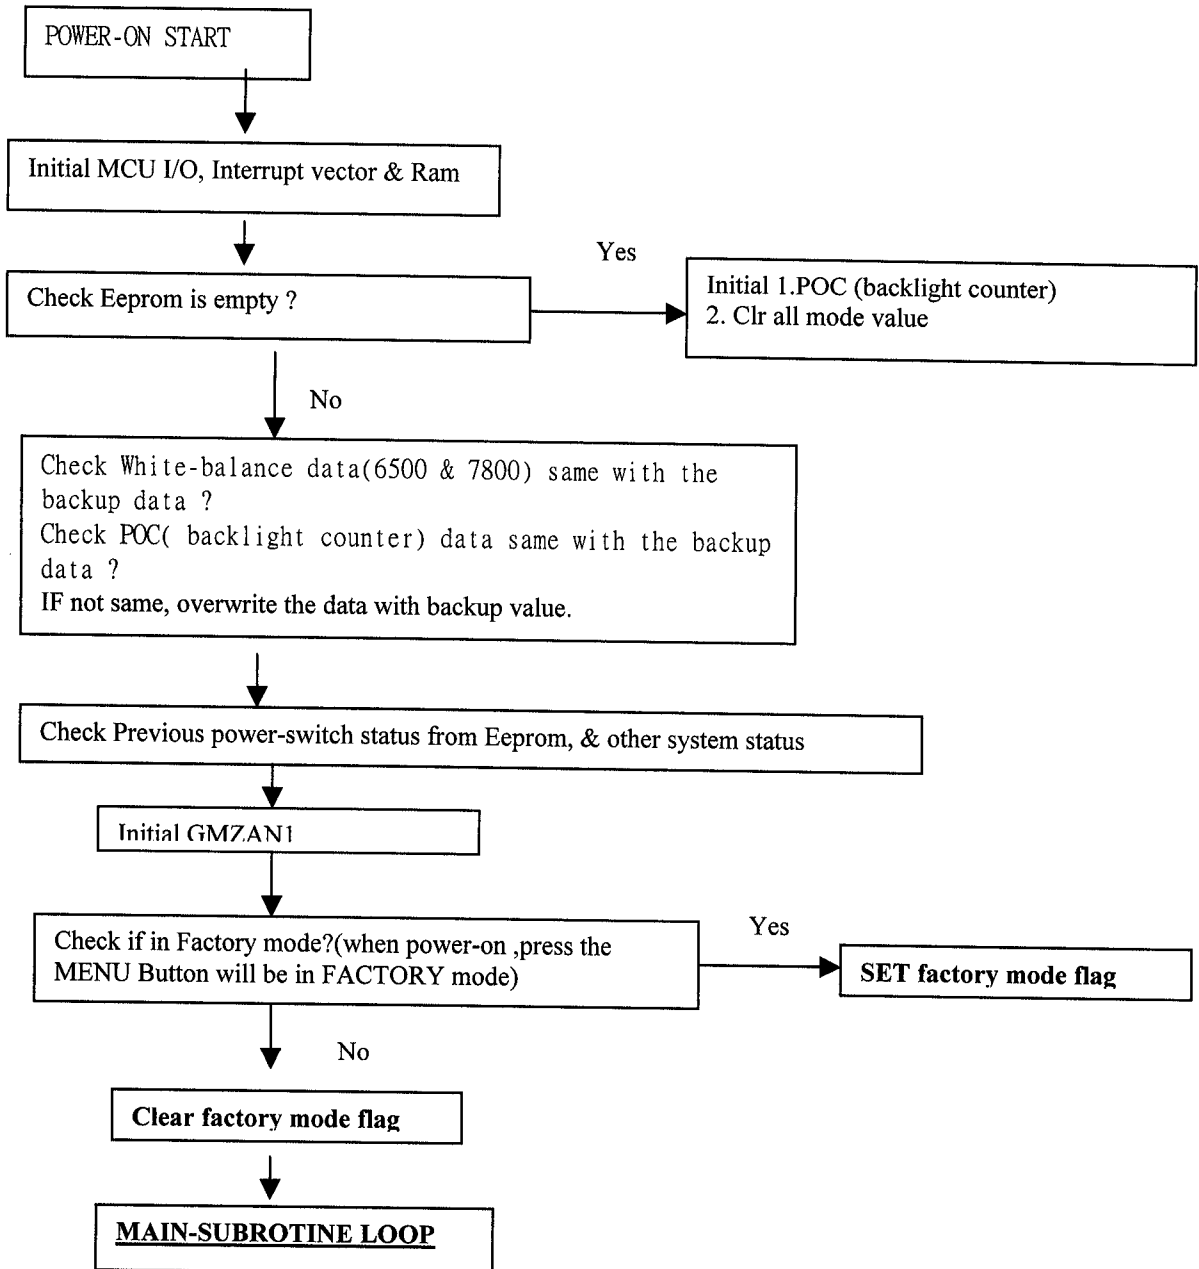 POWER-ON START
Initial MCU I/O, Interrupt vector & Ram
Yes
Check Eeprom is empty ?
Initial 1.POC (backlight counter)
2. Clr all mode value
No
Check White-balance data(6500 & 7800) same with the
backup data ?
Check POC( backlight counter) data same with the backup
data ?
IF not same, overwrite the data with backup value.
Check Previous power-switch status from Eeprom, & other system status
Initial GMZAN1
Check if in Factory mode?(when power-on ,press the
MENU Button will be in FACTORY mode)
Yes
SET factory mode flag
No
Clear factory mode flag
MAIN-SUBROTINE LOOP